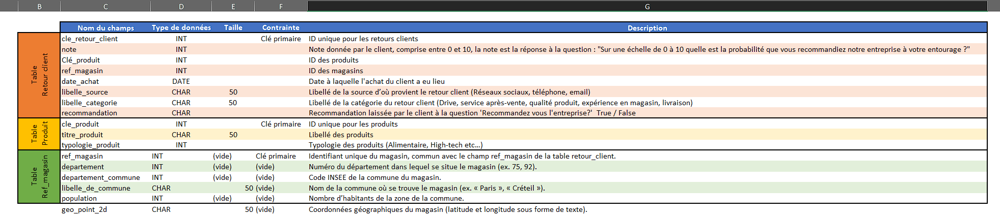 B C D E F G
Nom du champs Type de données Taille Contrainte Description
Table
Retour client
cle_retour_client INT Clé primaire ID unique pour les retours clients
note INT Note donnée par le client, comprise entre 0 et 10, la note est la réponse à la question : "Sur une échelle de 0 à 10 quelle est la probabilité que vous recommandiez notre entreprise à votre entourage ?"
Clé_produit INT ID des produits
ref_magasin INT ID des magasins
date_achat DATE Date à laquelle l'achat du client a eu lieu
libelle_source CHAR 50 Libellé de la source d’où provient le retour client (Réseaux sociaux, téléphone, email)
libelle_categorie CHAR 50 Libellé de la catégorie du retour client (Drive, service après-vente, qualité produit, expérience en magasin, livraison)
recommandation CHAR Recommandation laissée par le client à la question 'Recommandez vous l'entreprise?' True / False
Table
Produit
cle_produit INT Clé primaire ID unique pour les produits
titre_produit CHAR 50 Libellé des produits
typologie_produit INT Typologie des produits (Alimentaire, High-tech etc…)
Table
Ref_magasin
ref_magasin INT (vide) Clé primaire Identifiant unique du magasin, commun avec le champ ref_magasin de la table retour_client.
departement INT (vide) (vide) Numéro du département dans lequel se situe le magasin (ex. 75, 92).
departement_commune INT (vide) (vide) Code INSEE de la commune du magasin.
libelle_de_commune CHAR 50 (vide) Nom de la commune où se trouve le magasin (ex. « Paris », « Créteil »).
population INT (vide) (vide) Nombre d’habitants de la zone de la commune.
geo_point_2d CHAR 50 (vide) Coordonnées géographiques du magasin (latitude et longitude sous forme de texte).